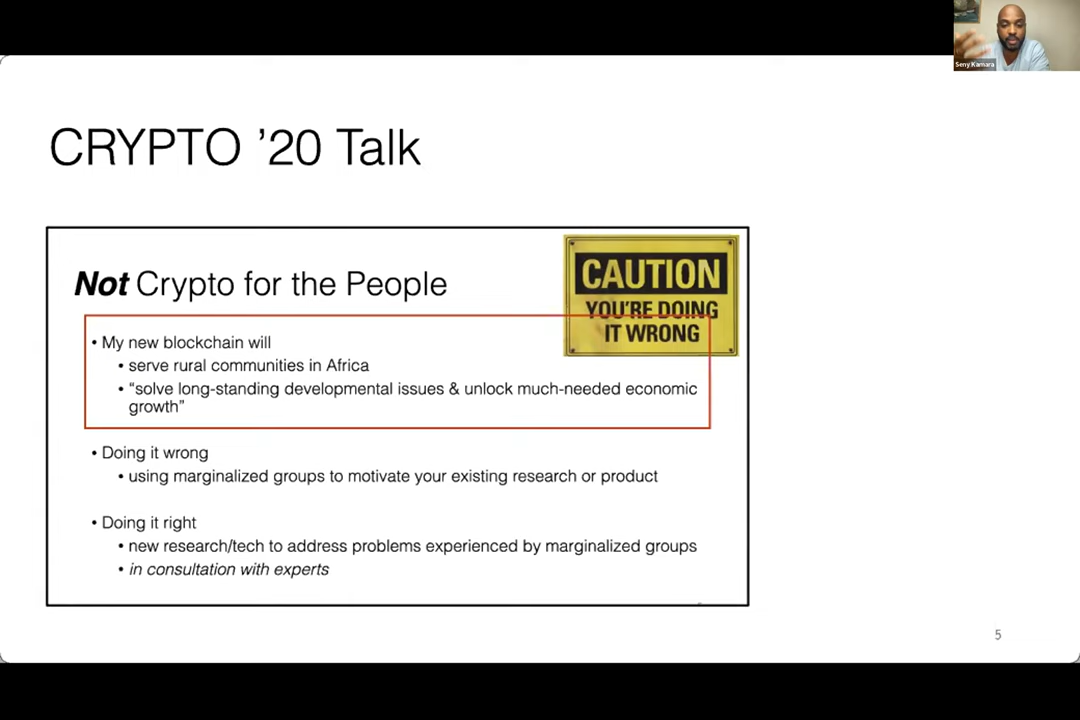 Seny Kamara
CRYPTO ’20 Talk
Not Crypto for the People
CAUTION
YOU'RE DOING
IT WRONG
• My new blockchain will
• serve rural communities in Africa
• “solve long-standing developmental issues & unlock much-needed economic
growth”
• Doing it wrong
• using marginalized groups to motivate your existing research or product
• Doing it right
• new research/tech to address problems experienced by marginalized groups
• in consultation with experts
5